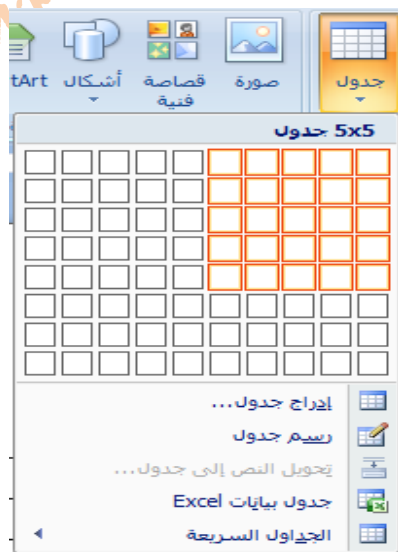 جدول
صورة
قصاصة فنية
أشكال
tArt
5x5 جدول
إدراج جدول...
رسم جدول
تحويل النص إلى جدول...
جدول بيانات Excel
الجداول السريعة